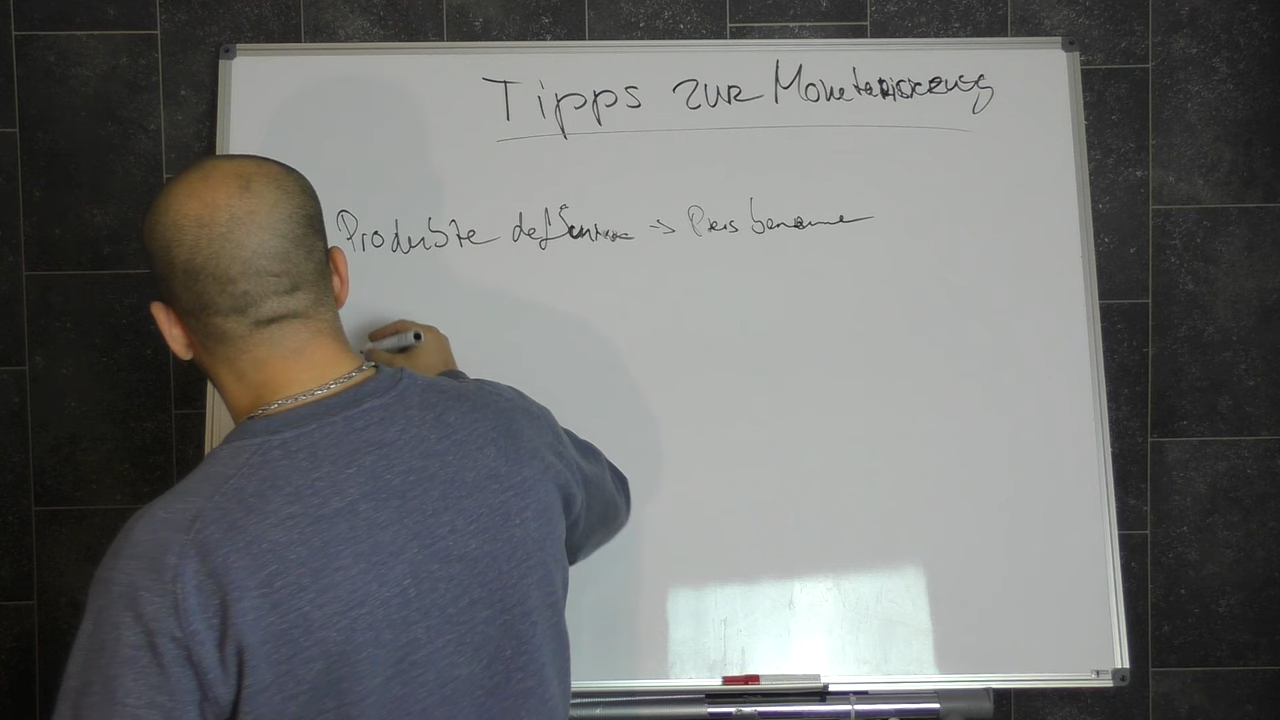 Tipps zur Monetarisierung
Produkte definieren → Preis benennen